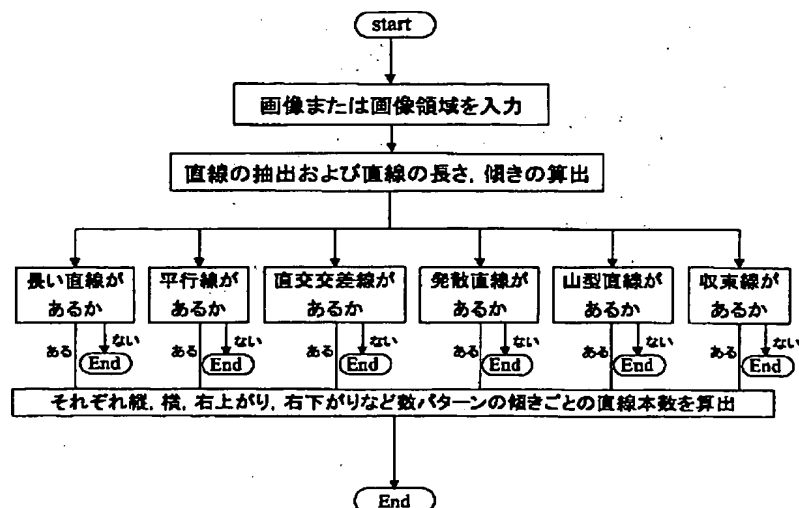 start
画像または画像領域を入力
直線の抽出および直線の長さ,傾きの算出
長い直線が
あるか
平行線が
あるか
直交交差線が
あるか
発散直線が
あるか
山型直線が
あるか
収束線が
あるか
ある
ない
End
ある
ない
End
ある
ない
End
ある
ない
End
ある
ない
End
ある
ない
End
それぞれ縦,横,右上がり,右下がりなど数パターンの傾きごとの直線本数を算出
End